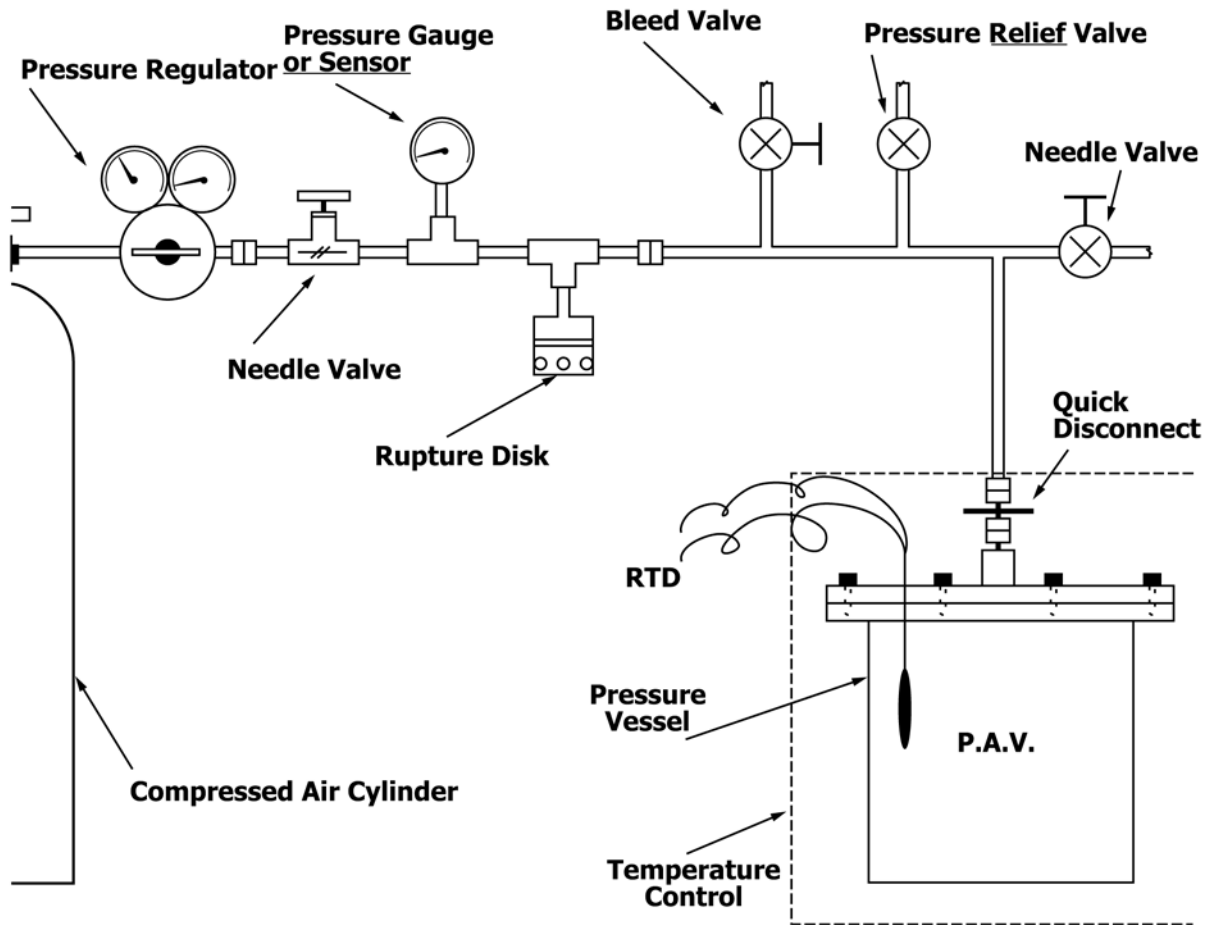 Bleed Valve
Pressure Gauge
or Sensor
Pressure Relief Valve
Pressure Regulator
Needle Valve
Needle Valve
Quick
Disconnect
Rupture Disk
RTD
Pressure
Vessel
P.A.V.
Compressed Air Cylinder
Temperature
Control